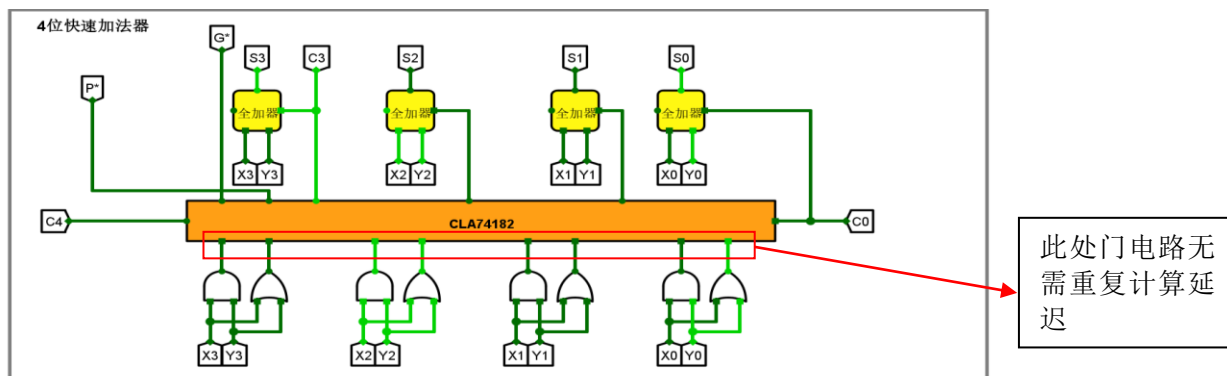 4位快速加法器
G*
S3
C3
S2
S1
S0
P*
全加器
全加器
全加器
全加器
X3 Y3
X2 Y2
X1 Y1
X0 Y0
C4
CLA74182
C0
此处门电路无
需重复计算延
迟
X3 Y3
X2 Y2
X1 Y1
X0 Y0